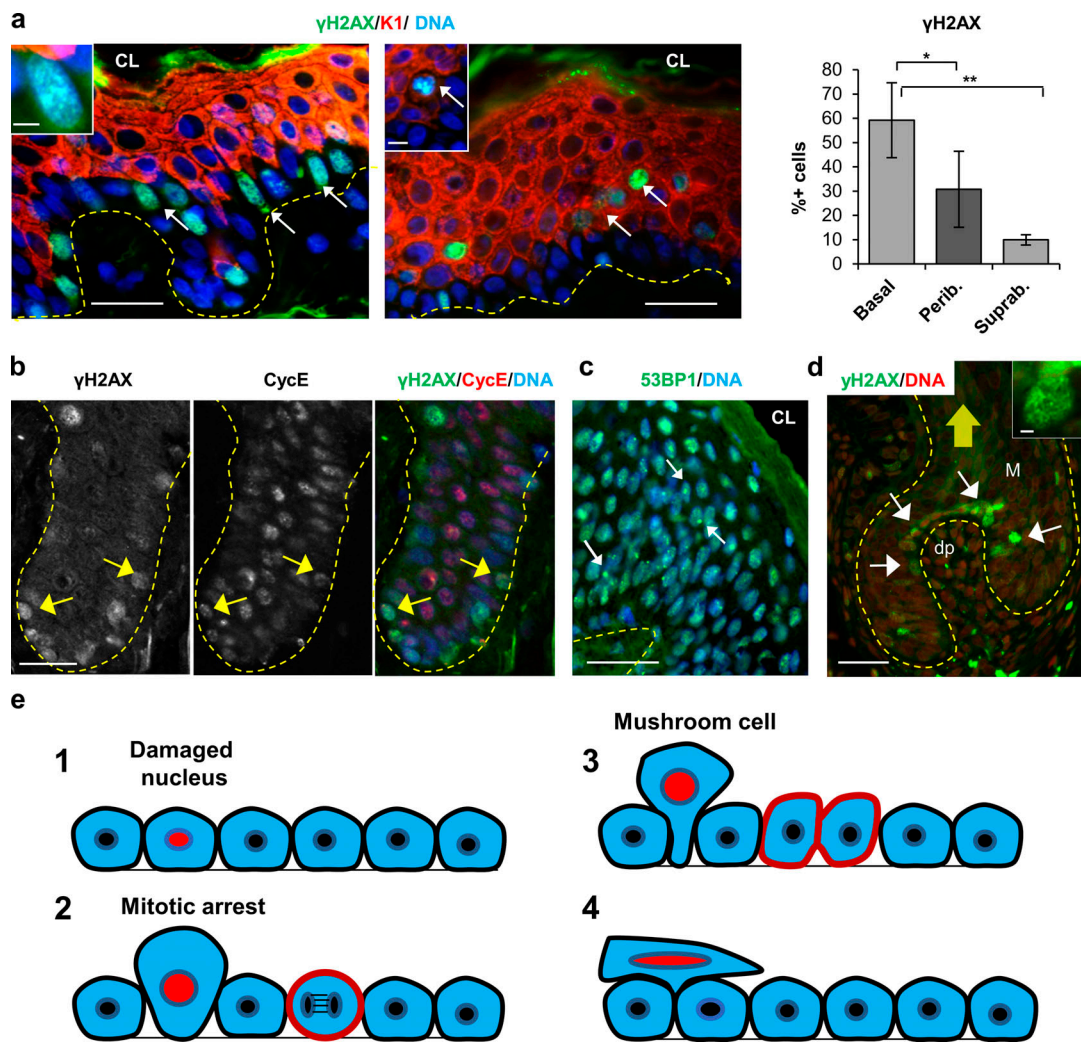 a
γH2AX/K1/ DNA
CL
CL
γH2AX
*
**
%+ cells
80
70
60
50
40
30
20
10
0
Basal
Perib.
Suprab.
b
γH2AX
CycE
γH2AX/CycE/DNA
c
53BP1/DNA
CL
d
yH2AX/DNA
M
dp
e
1
Damaged
nucleus
2
Mitotic arrest
Mushroom cell
3
4